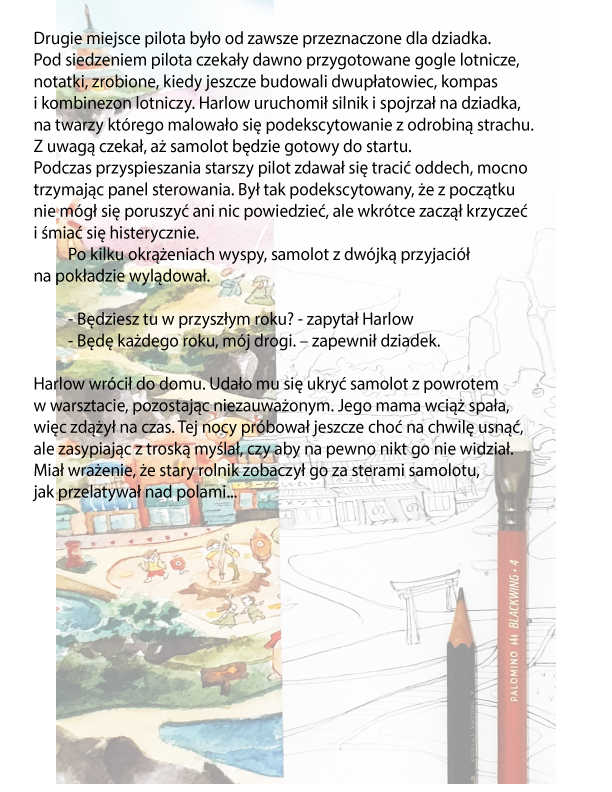 Drugie miejsce pilota było od zawsze przeznaczone dla dziadka.
Pod siedzeniem pilota czekały dawno przygotowane gogle lotnicze,
notatki, zrobione, kiedy jeszcze budowali dwupłatowiec, kompas
i kombinezon lotniczy. Harlow uruchomił silnik i spojrzał na dziadka,
na twarzy którego malowało się podekscytowanie z odrobiną strachu.
Z uwagą czekał, aż samolot będzie gotowy do startu.
Podczas przyspieszania starszy pilot zdawał się tracić oddech, mocno
trzymając panel sterowania. Był tak podekscytowany, że z początku
nie mógł się poruszyć ani nic powiedzieć, ale wkrótce zaczął krzyczeć
i śmiać się histerycznie.
Po kilku okrążeniach wyspy, samolot z dwójką przyjaciół
na pokładzie wylądował.
- Będziesz tu w przyszłym roku? - zapytał Harlow
- Będę każdego roku, mój drogi. – zapewnił dziadek.
Harlow wrócił do domu. Udało mu się ukryć samolot z powrotem
w warsztacie, pozostając niezauważonym. Jego mama wciąż spała,
więc zdążył na czas. Tej nocy próbował jeszcze choć na chwilę usnąć,
ale zasypiając z troską myślał, czy aby na pewno nikt go nie widział.
Miał wrażenie, że stary rolnik zobaczył go za sterami samolotu,
jak przelatywał nad polami...
PALOMINO BLACKWING · 4